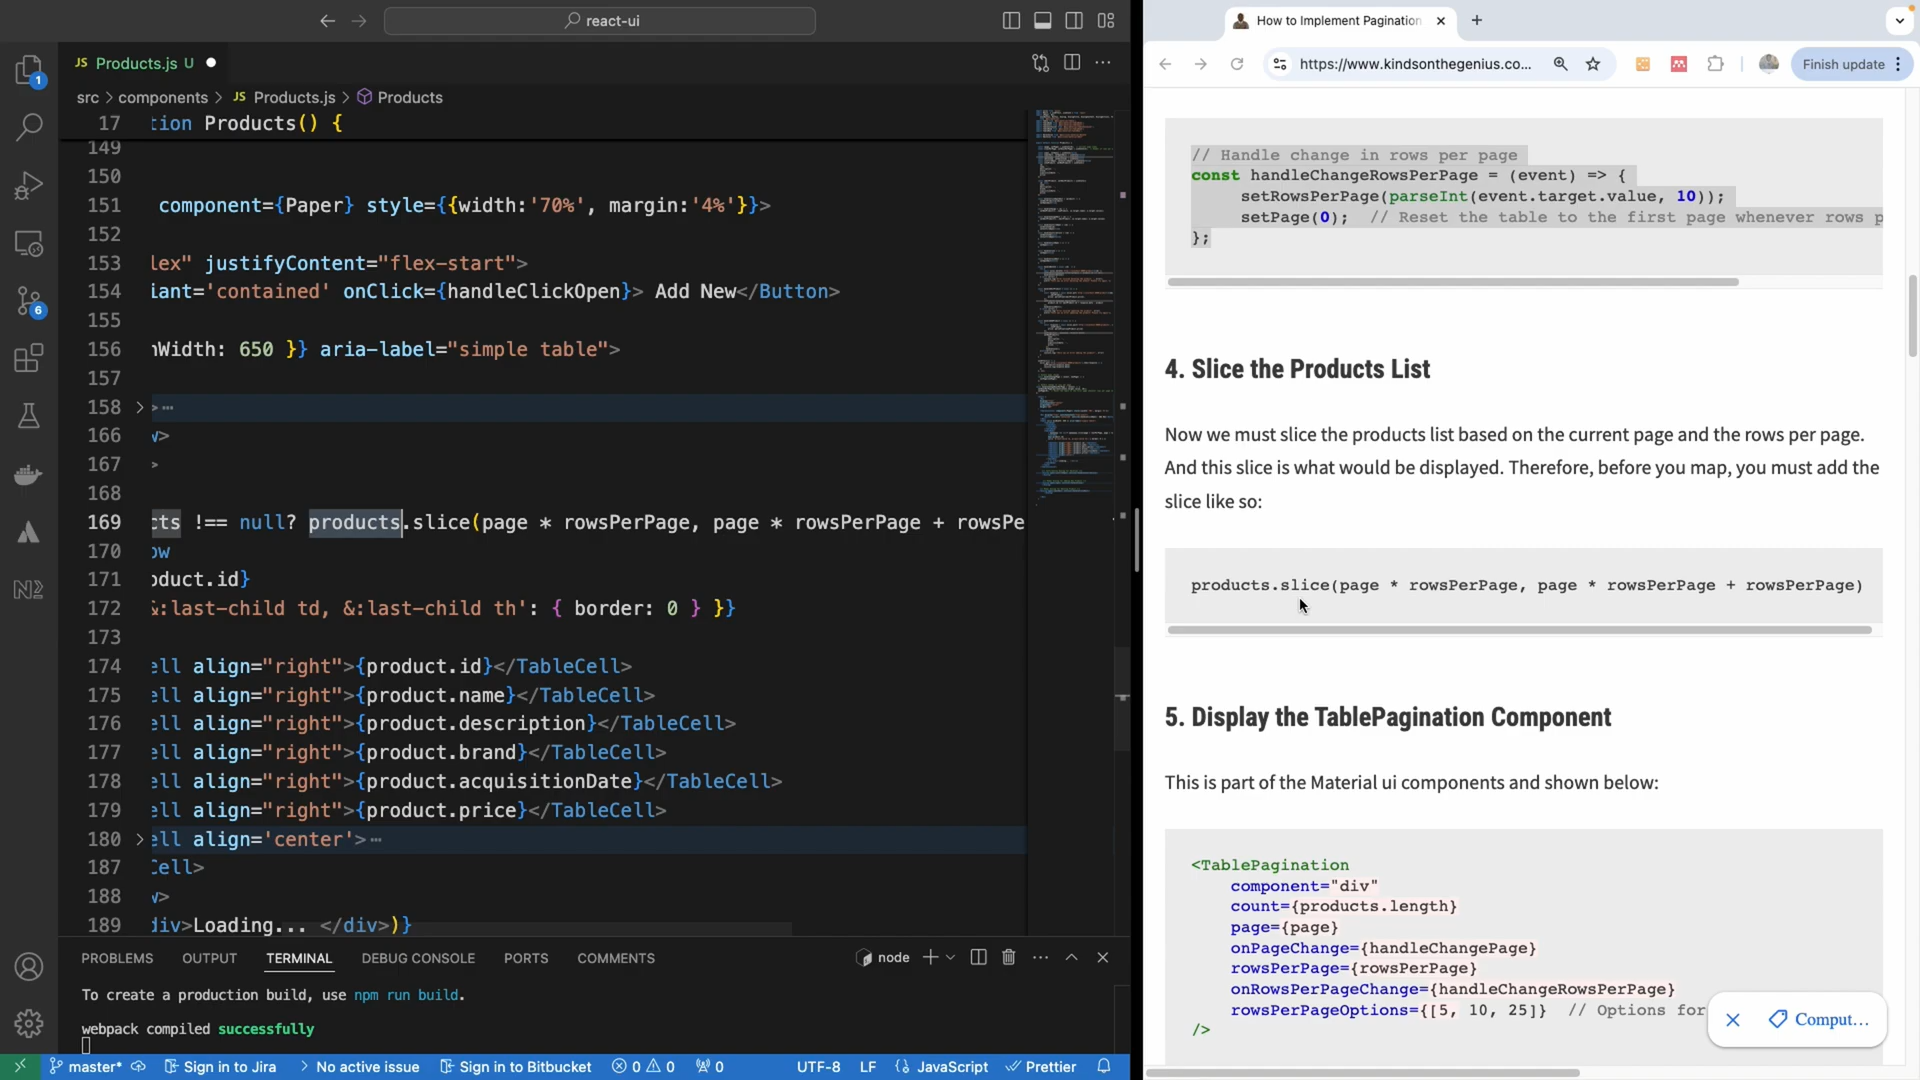 react-ui
JS Products.js U
src > components > JS Products.js > Products
17 tion Products() {
149
150
151 component={Paper} style={{width:'70%', margin:'4%'}}>
152
153 lex" justifyContent="flex-start">
154 iant='contained' onClick={handleClickOpen}> Add New</Button>
155
156 nWidth: 650 }} aria-label="simple table">
157
158 > >⋯
166 w>
167 >
168
169 cts !== null? products.slice(page * rowsPerPage, page * rowsPerPage + rowsPe
170 ow
171 oduct.id}
172 &:last-child td, &:last-child th': { border: 0 } }}
173
174 ell align="right">{product.id}</TableCell>
175 ell align="right">{product.name}</TableCell>
176 ell align="right">{product.description}</TableCell>
177 ell align="right">{product.brand}</TableCell>
178 ell align="right">{product.acquisitionDate}</TableCell>
179 ell align="right">{product.price}</TableCell>
180 > ell align='center'>⋯
187 Cell>
188 w>
189 div>Loading... </div>)}
1
6
PROBLEMS OUTPUT TERMINAL DEBUG CONSOLE PORTS COMMENTS node
To create a production build, use npm run build.
webpack compiled successfully
master* Sign in to Jira No active issue Sign in to Bitbucket 0 0 0 UTF-8 LF JavaScript Prettier
How to Implement Pagination
https://www.kindsonthegenius.co... Finish update
// Handle change in rows per page
const handleChangeRowsPerPage = (event) => {
setRowsPerPage(parseInt(event.target.value, 10));
setPage(0); // Reset the table to the first page whenever rows p
};
4. Slice the Products List
Now we must slice the products list based on the current page and the rows per page.
And this slice is what would be displayed. Therefore, before you map, you must add the
slice like so:
products.slice(page * rowsPerPage, page * rowsPerPage + rowsPerPage)
5. Display the TablePagination Component
This is part of the Material ui components and shown below:
<TablePagination
component="div"
count={products.length}
page={page}
onPageChange={handleChangePage}
rowsPerPage={rowsPerPage}
onRowsPerPageChange={handleChangeRowsPerPage}
rowsPerPageOptions={[5, 10, 25]} // Options for
/>
Comput...